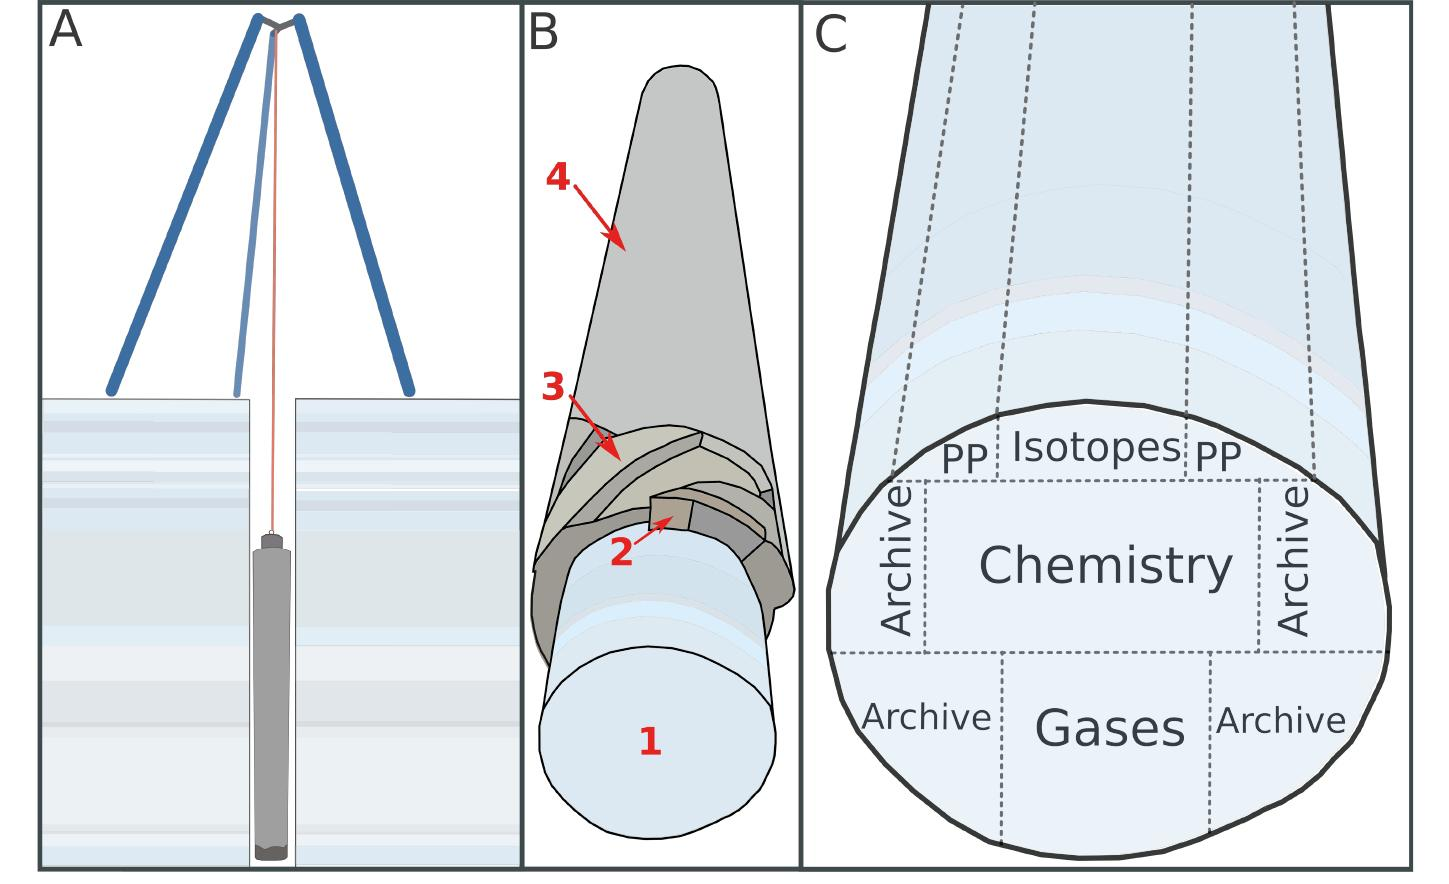 A
B
C
4
3
2
1
PP
Isotopes
PP
Archive
Chemistry
Archive
Archive
Gases
Archive